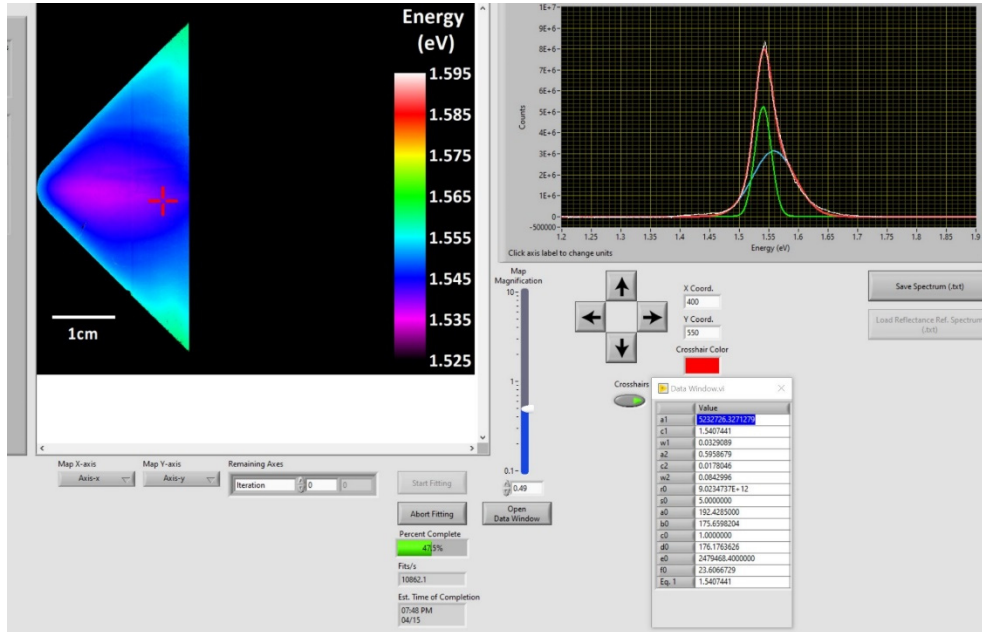 Energy
(eV)
1.595
1.585
1.575
1.565
1.555
1.545
1.535
1.525
1cm
1E+7-
9E+6-
8E+6-
7E+6-
6E+6-
5E+6-
4E+6-
3E+6-
2E+6-
1E+6-
0-
-500000-
Counts
1.2 1.25 1.3 1.35 1.4 1.45 1.5 1.55 1.6 1.65 1.7 1.75 1.8 1.85 1.9
Energy (eV)
Click axis label to change units
Map
Magnification
10-
1-
0.1-
0.49
Open
Data Window
X Coord.
400
Y Coord.
550
Crosshair Color
Crosshairs
Save Spectrum (.txt)
Load Reflectance Ref. Spectrum
(.txt)
Data Window.vi
Value
a1 5232726.3271279
c1 1.5407441
w1 0.0329089
a2 0.5958679
c2 0.0178046
w2 0.0842996
r0 9.0234737E+12
s0 5.0000000
a0 192.4285000
b0 175.6598204
c0 1.0000000
d0 176.1763626
e0 2479468.4000000
f0 23.6066729
Eq. 1 1.5407441
Map X-axis
Axis-x
Map Y-axis
Axis-y
Remaining Axes
Iteration 0 0
Start Fitting
Abort Fitting
Percent Complete
47.5%
Fits/s
10862.1
Est. Time of Completion
07:48 PM
04/15